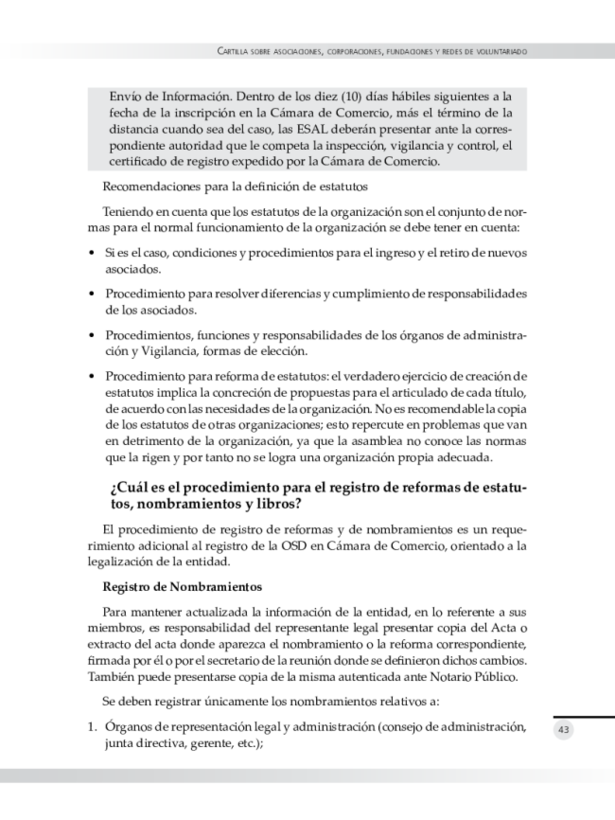 CARTILLA SOBRE ASOCIACIONES, CORPORACIONES, FUNDACIONES Y REDES DE VOLUNTARIADO
Envío de Información. Dentro de los diez (10) días hábiles siguientes a la
fecha de la inscripción en la Cámara de Comercio, más el término de la
distancia cuando sea del caso, las ESAL deberán presentar ante la corres-
pondiente autoridad que le competa la inspección, vigilancia y control, el
certificado de registro expedido por la Cámara de Comercio.
Recomendaciones para la definición de estatutos
Teniendo en cuenta que los estatutos de la organización son el conjunto de nor-
mas para el normal funcionamiento de la organización se debe tener en cuenta:
• Si es el caso, condiciones y procedimientos para el ingreso y el retiro de nuevos
asociados.
• Procedimiento para resolver diferencias y cumplimiento de responsabilidades
de los asociados.
• Procedimientos, funciones y responsabilidades de los órganos de administra-
ción y Vigilancia, formas de elección.
• Procedimiento para reforma de estatutos: el verdadero ejercicio de creación de
estatutos implica la concreción de propuestas para el articulado de cada título,
de acuerdo con las necesidades de la organización. No es recomendable la copia
de los estatutos de otras organizaciones; esto repercute en problemas que van
en detrimento de la organización, ya que la asamblea no conoce las normas
que la rigen y por tanto no se logra una organización propia adecuada.
¿Cuál es el procedimiento para el registro de reformas de estatu-
tos, nombramientos y libros?
El procedimiento de registro de reformas y de nombramientos es un reque-
rimiento adicional al registro de la OSD en Cámara de Comercio, orientado a la
legalización de la entidad.
Registro de Nombramientos
Para mantener actualizada la información de la entidad, en lo referente a sus
miembros, es responsabilidad del representante legal presentar copia del Acta o
extracto del acta donde aparezca el nombramiento o la reforma correspondiente,
firmada por él o por el secretario de la reunión donde se definieron dichos cambios.
También puede presentarse copia de la misma autenticada ante Notario Público.
Se deben registrar únicamente los nombramientos relativos a:
1. Órganos de representación legal y administración (consejo de administración,
junta directiva, gerente, etc.);
43